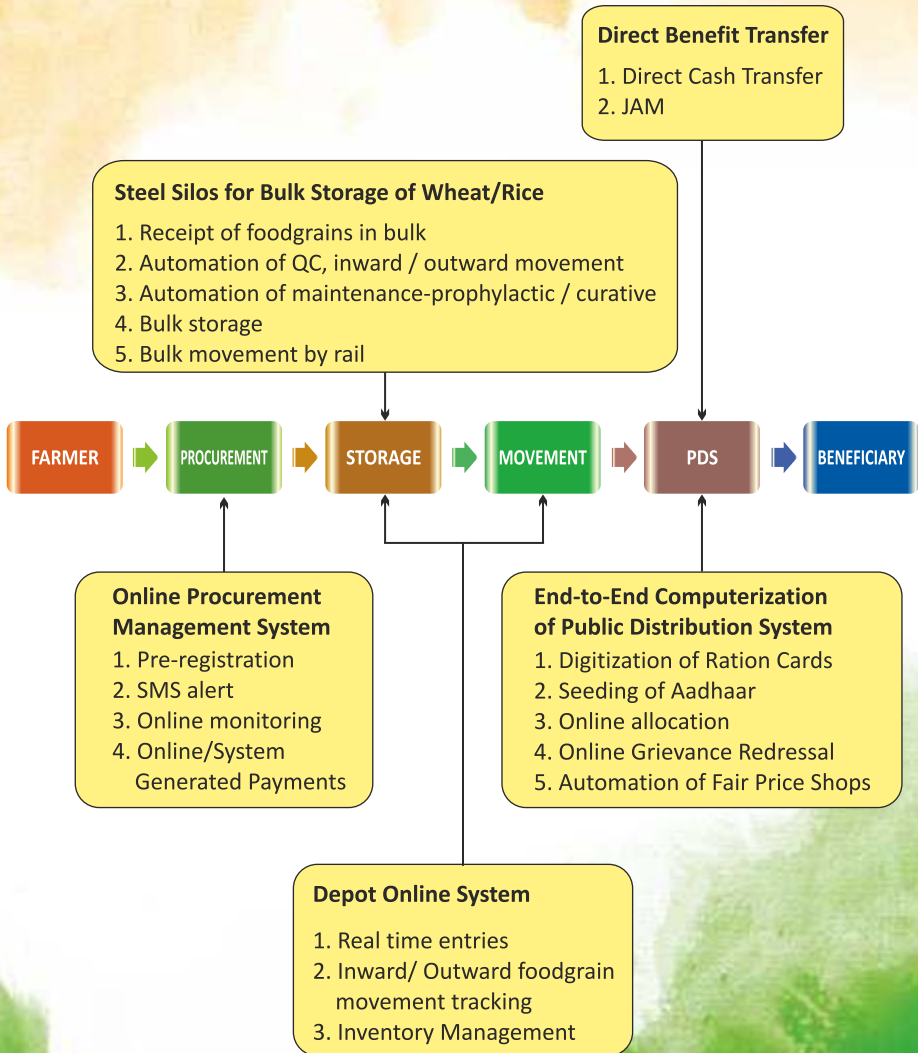 Direct Benefit Transfer
1. Direct Cash Transfer
2. JAM
Steel Silos for Bulk Storage of Wheat/Rice
1. Receipt of foodgrains in bulk
2. Automation of QC, inward / outward movement
3. Automation of maintenance-prophylactic / curative
4. Bulk storage
5. Bulk movement by rail
FARMER
PROCUREMENT
STORAGE
MOVEMENT
PDS
BENEFICIARY
Online Procurement
Management System
1. Pre-registration
2. SMS alert
3. Online monitoring
4. Online/System
Generated Payments
End-to-End Computerization
of Public Distribution System
1. Digitization of Ration Cards
2. Seeding of Aadhaar
3. Online allocation
4. Online Grievance Redressal
5. Automation of Fair Price Shops
Depot Online System
1. Real time entries
2. Inward/ Outward foodgrain
movement tracking
3. Inventory Management